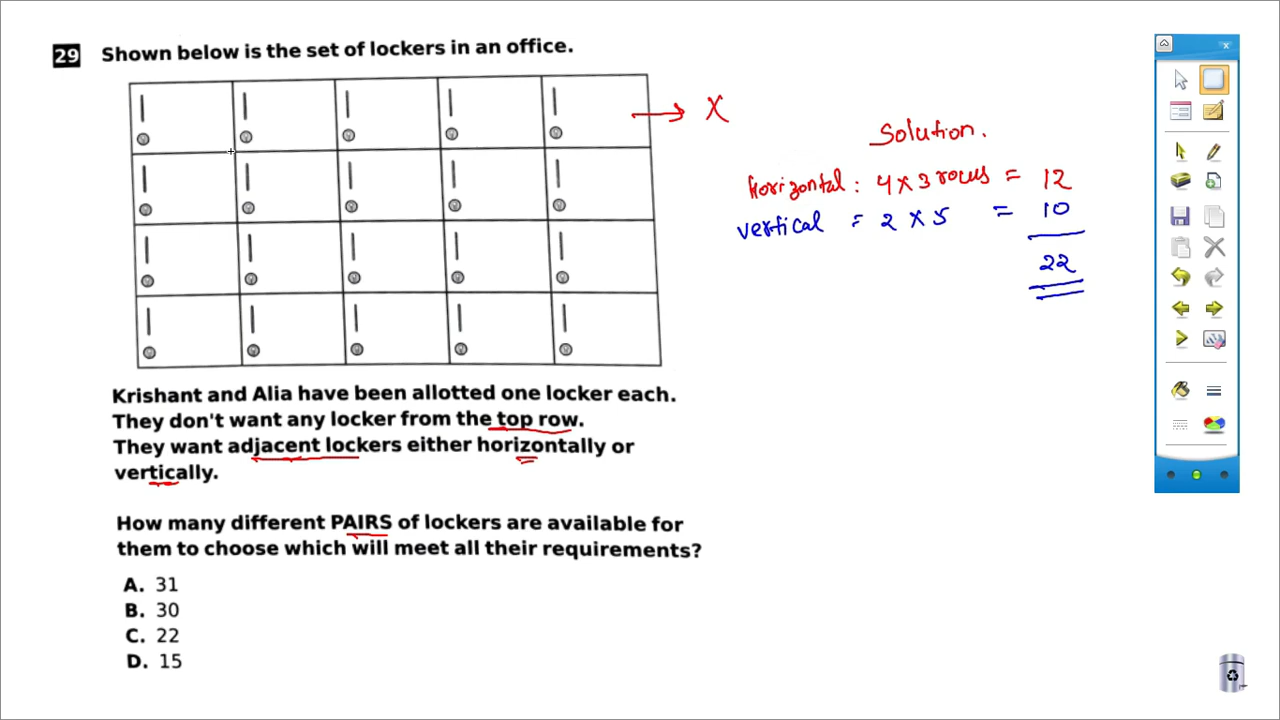 29 Shown below is the set of lockers in an office.
X
Solution.
Horizontal: 4 x 3 rows = 12
vertical = 2 x 5 = 10
22
Krishant and Alia have been allotted one locker each.
They don't want any locker from the top row.
They want adjacent lockers either horizontally or
vertically.
How many different PAIRS of lockers are available for
them to choose which will meet all their requirements?
A. 31
B. 30
C. 22
D. 15